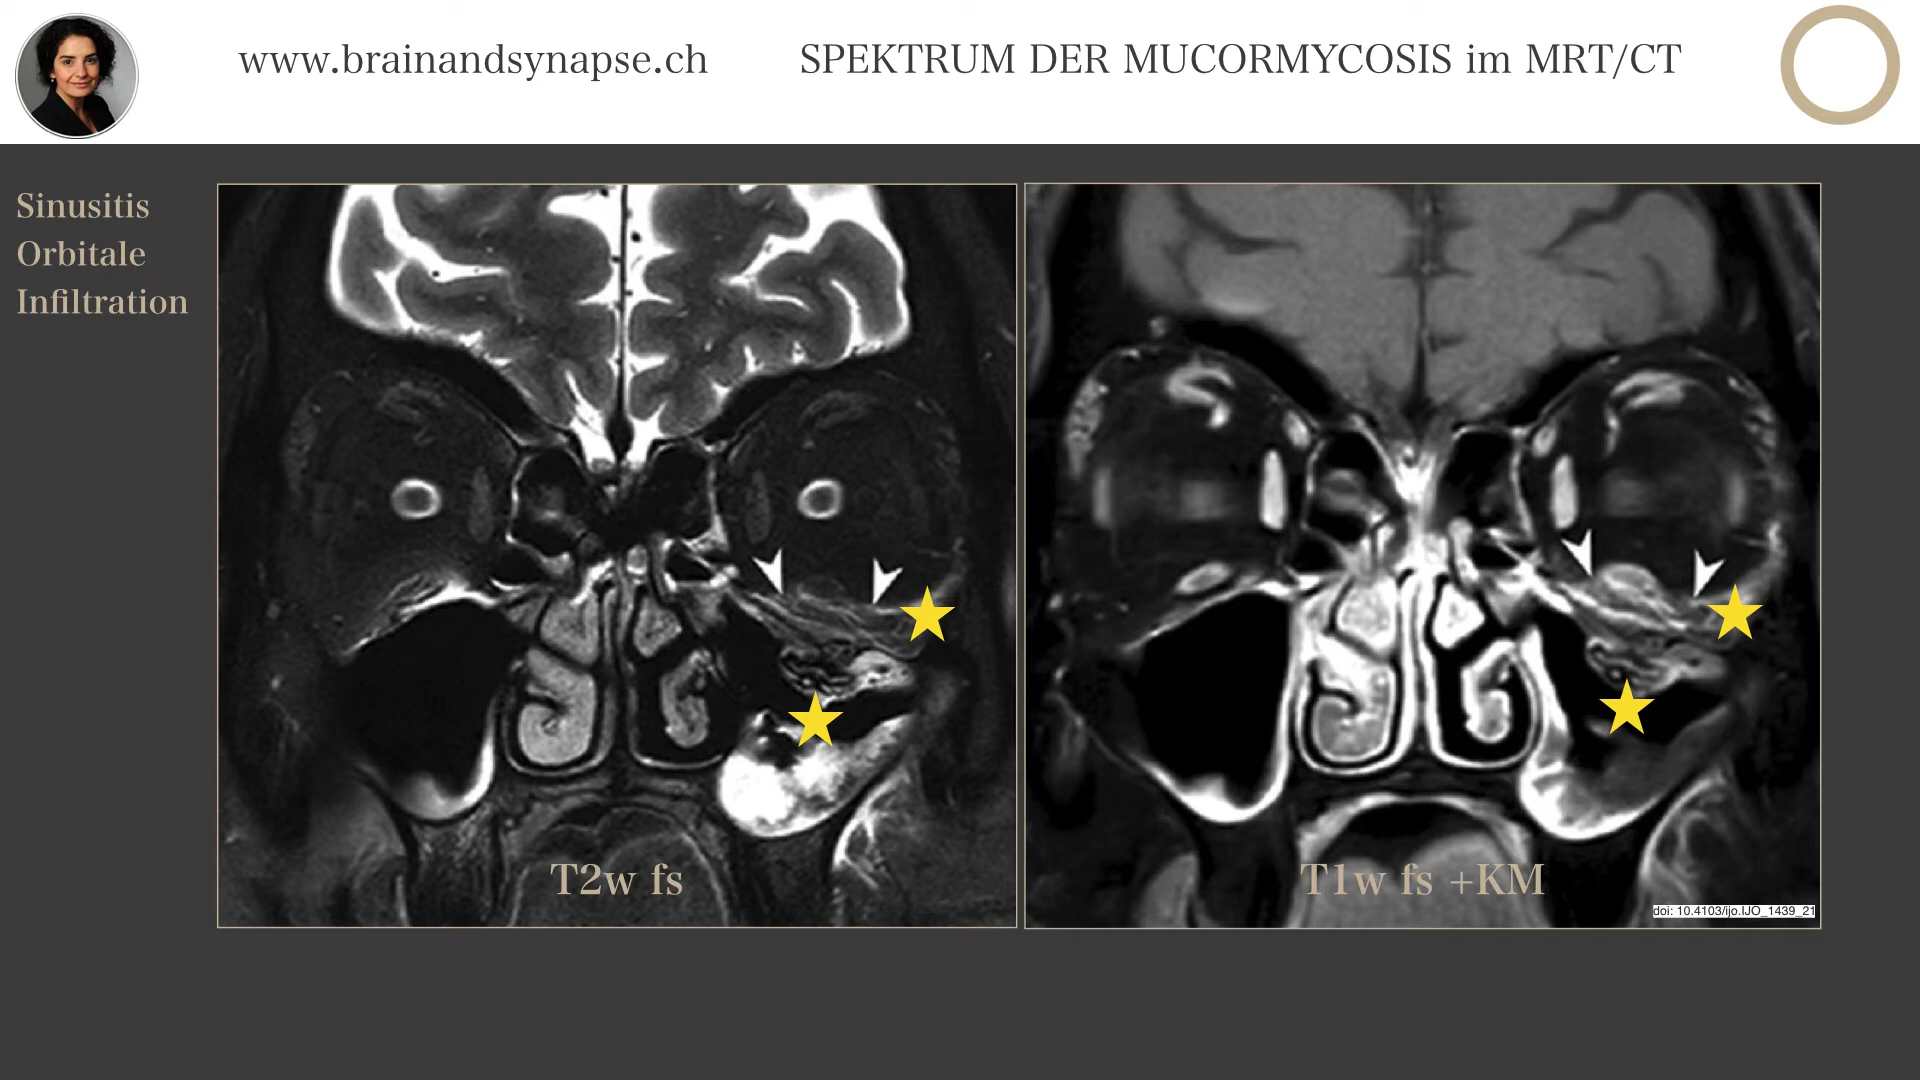 www.brainandsynapse.ch
SPEKTRUM DER MUCORMYCOSIS im MRT/CT
Sinusitis
Orbitale
Infiltration
T2w fs
T1w fs +KM
doi: 10.4103/ijo.IJO_1439_21